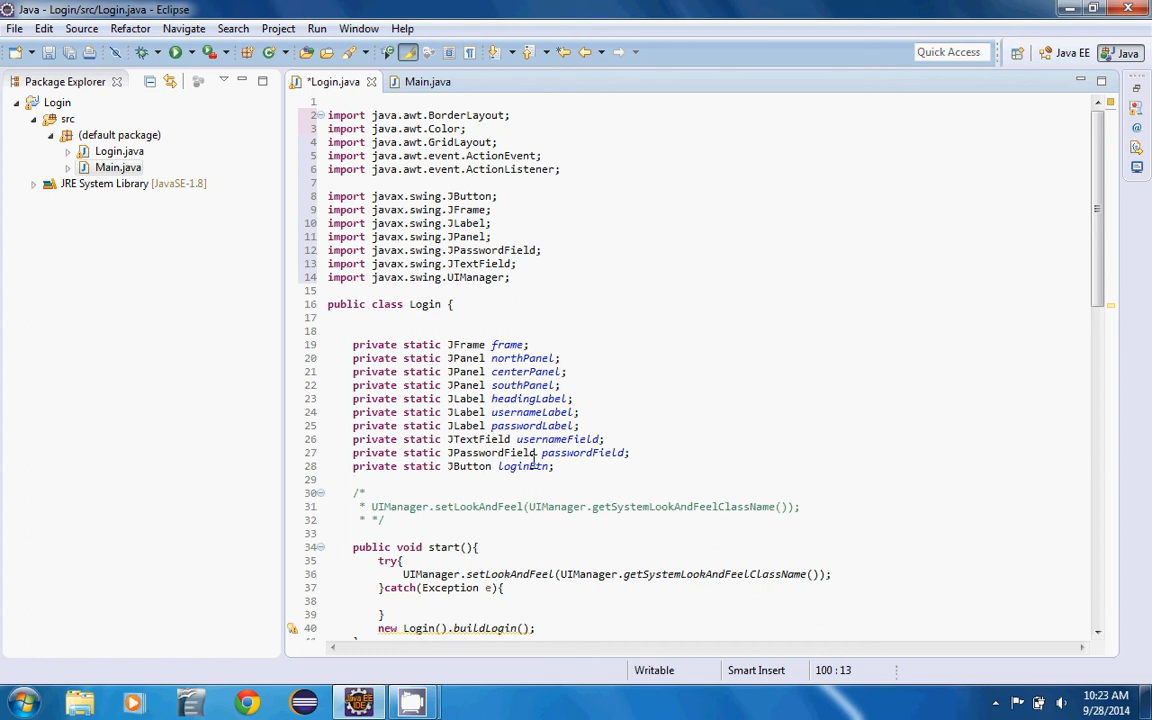 Java - Login/src/Login.java - Eclipse
File Edit Source Refactor Navigate Search Project Run Window Help
Quick Access
Java EE
Java
Package Explorer
*Login.java
Main.java
Login
src
(default package)
Login.java
Main.java
JRE System Library [JavaSE-1.8]
1
2 import java.awt.BorderLayout;
3 import java.awt.Color;
4 import java.awt.GridLayout;
5 import java.awt.event.ActionEvent;
6 import java.awt.event.ActionListener;
7
8 import javax.swing.JButton;
9 import javax.swing.JFrame;
10 import javax.swing.JLabel;
11 import javax.swing.JPanel;
12 import javax.swing.JPasswordField;
13 import javax.swing.JTextField;
14 import javax.swing.UIManager;
15
16 public class Login {
17
18
19 private static JFrame frame;
20 private static JPanel northPanel;
21 private static JPanel centerPanel;
22 private static JPanel southPanel;
23 private static JLabel headingLabel;
24 private static JLabel usernameLabel;
25 private static JLabel passwordLabel;
26 private static JTextField usernameField;
27 private static JPasswordField passwordField;
28 private static JButton loginBtn;
29
30 /*
31 * UIManager.setLookAndFeel(UIManager.getSystemLookAndFeelClassName());
32 * */
33
34 public void start(){
35 try{
36 UIManager.setLookAndFeel(UIManager.getSystemLookAndFeelClassName());
37 }catch(Exception e){
38
39 }
40 new Login().buildLogin();
Writable
Smart Insert
100 : 13
Java EE
IDE
10:23 AM
9/28/2014